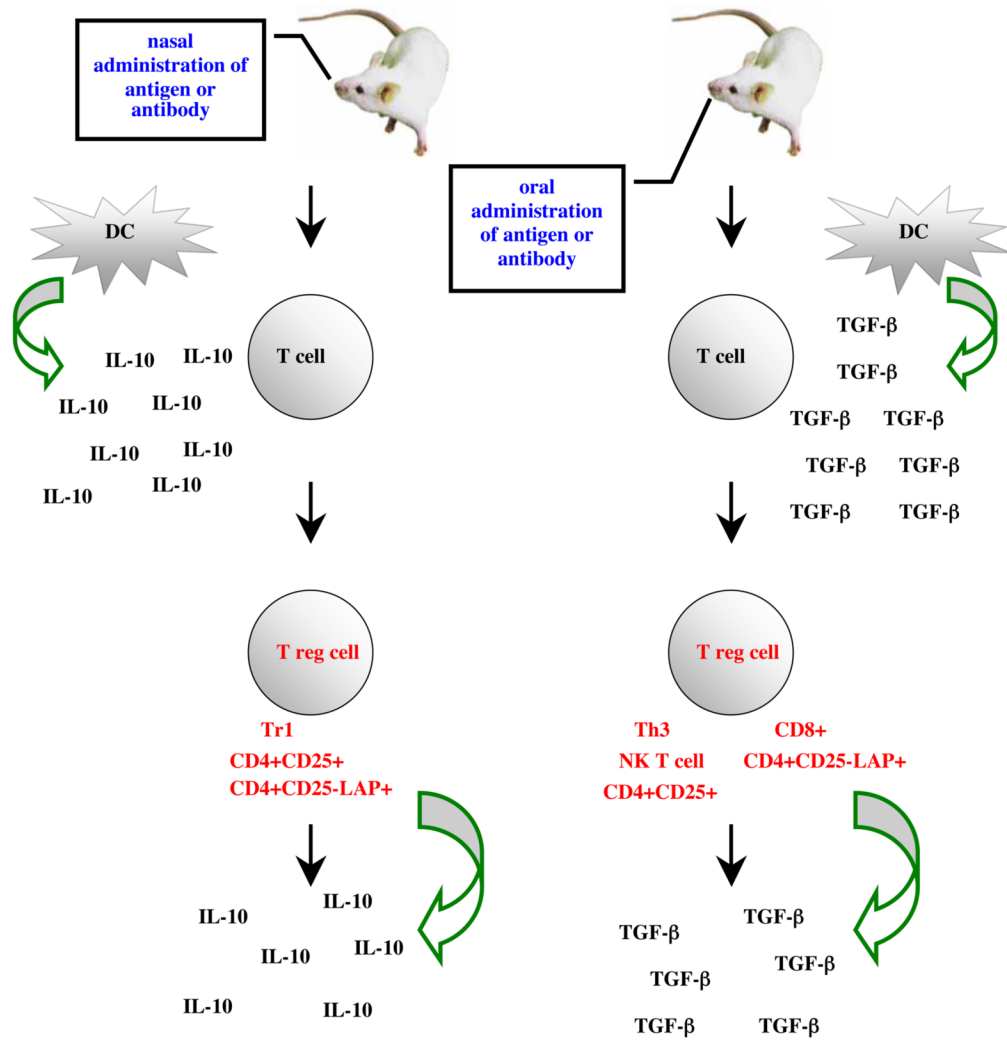 nasal
administration of
antigen or
antibody
oral
administration
of antigen or
antibody
DC
DC
T cell
IL-10
IL-10
IL-10
IL-10
IL-10
IL-10
IL-10
IL-10
T cell
TGF-β
TGF-β
TGF-β
TGF-β
TGF-β
TGF-β
TGF-β
TGF-β
T reg cell
Tr1
CD4+CD25+
CD4+CD25-LAP+
T reg cell
Th3
CD8+
NK T cell
CD4+CD25-LAP+
CD4+CD25+
IL-10
IL-10
IL-10
IL-10
IL-10
IL-10
TGF-β
TGF-β
TGF-β
TGF-β
TGF-β
TGF-β